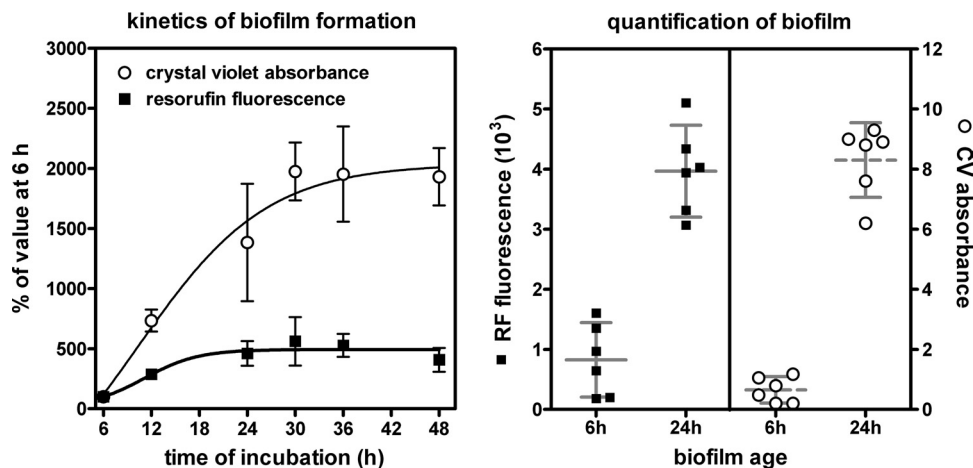 kinetics of biofilm formation
3000
2500
2000
1500
1000
500
0
% of value at 6 h
crystal violet absorbance
resorufin fluorescence
6 12 18 24 30 36 42 48
time of incubation (h)
quantification of biofilm
6
5
4
3
2
1
0
RF fluorescence (10³)
12
10
8
6
4
2
0
CV absorbance
6h 24h 6h 24h
biofilm age